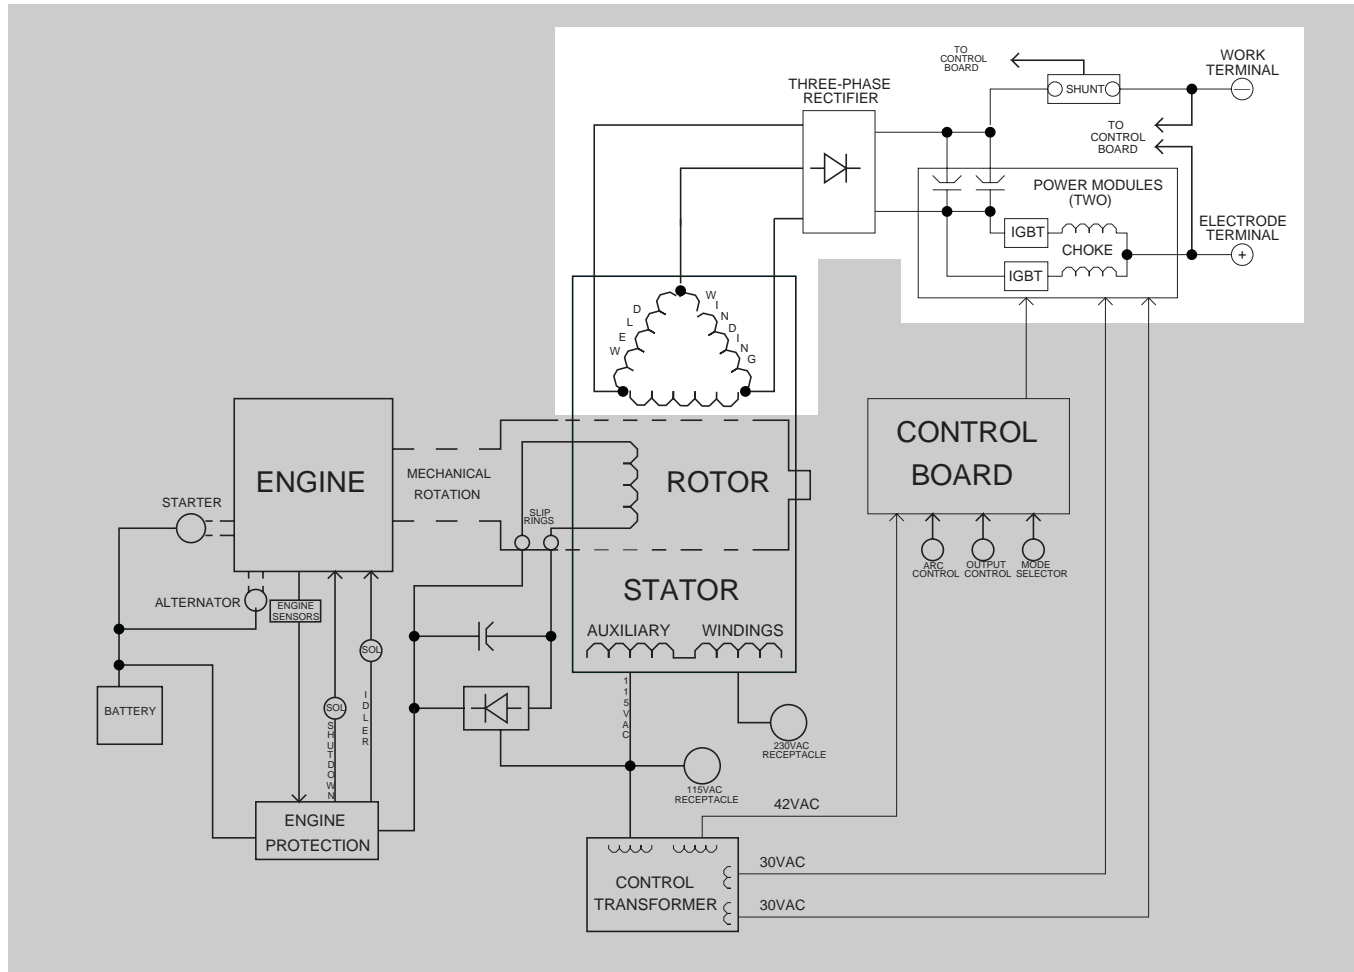 TO
CONTROL
BOARD
WORK
TERMINAL
THREE-PHASE
RECTIFIER
SHUNT
TO
CONTROL
BOARD
POWER MODULES
(TWO)
ELECTRODE
TERMINAL
IGBT
CHOKE
IGBT
WELD
WINDING
CONTROL
BOARD
ENGINE
MECHANICAL
ROTATION
ROTOR
STARTER
SLIP
RINGS
ARC
CONTROL
OUTPUT
CONTROL
MODE
SELECTOR
STATOR
ALTERNATOR
ENGINE
SENSORS
AUXILIARY WINDINGS
SOL
IDLER
SOL
SHUTDOWN
BATTERY
115VAC
230VAC
RECEPTACLE
115VAC
RECEPTACLE
42VAC
ENGINE
PROTECTION
30VAC
CONTROL
TRANSFORMER
30VAC